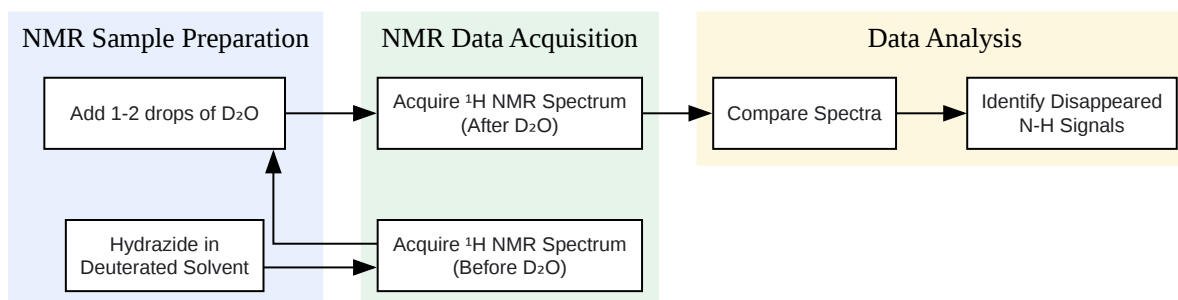 NMR Sample Preparation
Add 1-2 drops of D₂O
Hydrazide in
Deuterated Solvent
NMR Data Acquisition
Acquire ¹H NMR Spectrum
(After D₂O)
Acquire ¹H NMR Spectrum
(Before D₂O)
Data Analysis
Compare Spectra
Identify Disappeared
N-H Signals